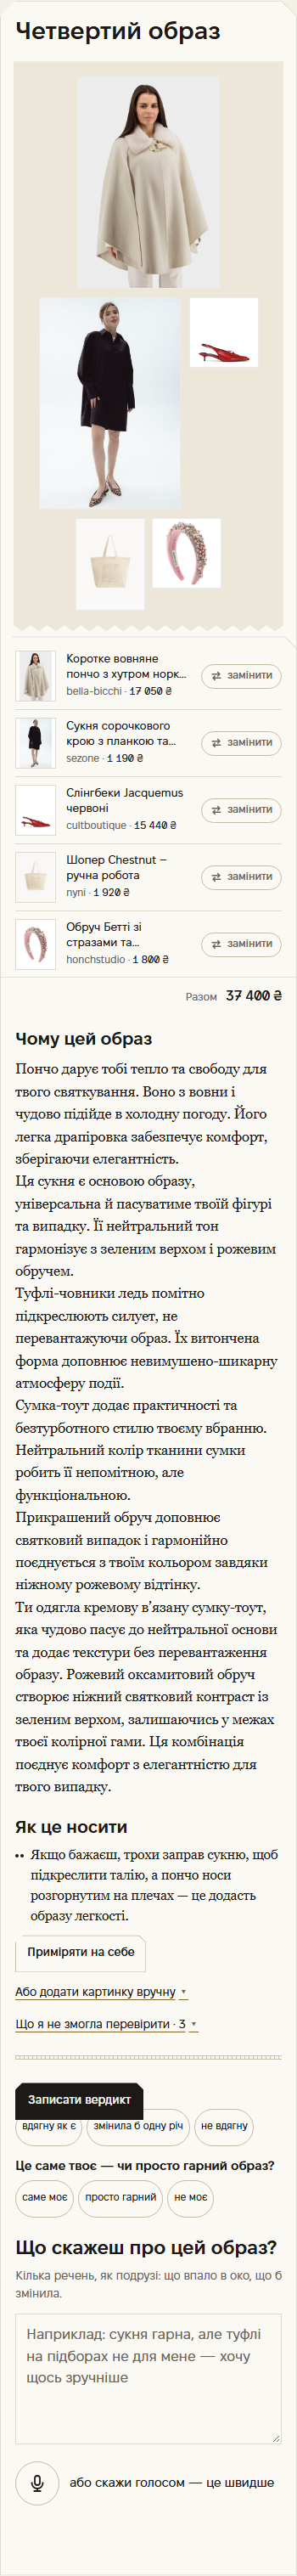 Четвертий образ
Коротке вовняне
пончо з хутром норк...
bella-bicchi · 17 050 ₴
замінити
Сукня сорочкового
крою з планкою та...
sezone · 1 190 ₴
замінити
Слінгбеки Jacquemus
червоні
cultboutique · 15 440 ₴
замінити
Шопер Chestnut –
ручна робота
nyni · 1 920 ₴
замінити
Обруч Бетті зі
стразами та...
honchstudio · 1 800 ₴
замінити
Разом 37 400 ₴
Чому цей образ
Пончо дарує тобі тепло та свободу для
твого святкування. Воно з вовни і
чудово підійде в холодну погоду. Його
легка драпіровка забезпечує комфорт,
зберігаючи елегантність.
Ця сукня є основою образу,
універсальна й пасуватиме твоїй фігурі
та випадку. Її нейтральний тон
гармонізує з зеленим верхом і рожевим
обручем.
Туфлі-човники ледь помітно
підкреслюють силует, не
перевантажуючи образ. Їх витончена
форма доповнює невимушено-шикарну
атмосферу події.
Сумка-тоут додає практичності та
безтурботного стилю твоєму вбранню.
Нейтральний колір тканини сумки
робить її непомітною, але
функціональною.
Прикрашений обруч доповнює
святковий випадок і гармонійно
поєднується з твоїм кольором завдяки
ніжному рожевому відтінку.
Ти одягла кремову в’язану сумку-тоут,
яка чудово пасує до нейтральної основи
та додає текстури без перевантаження
образу. Рожевий оксамитовий обруч
створює ніжний святковий контраст із
зеленим верхом, залишаючись у межах
твоєї колірної гами. Ця комбінація
поєднує комфорт з елегантністю для
твого випадку.
Як це носити
Якщо бажаєш, трохи заправ сукню, щоб
підкреслити талію, а пончо носи
розгорнутим на плечах — це додасть
образу легкості.
Приміряти на себе
Або додати картинку вручну
Що я не змогла перевірити · 3
Записати вердикт
вдягну як є
змінила б одну річ
не вдягну
Це саме твоє — чи просто гарний образ?
саме моє
просто гарний
не моє
Що скажеш про цей образ?
Кілька речень, як подрузі: що впало в око, що б
змінила.
Наприклад: сукня гарна, але туфлі
на підборах не для мене — хочу
щось зручніше
або скажи голосом — це швидше